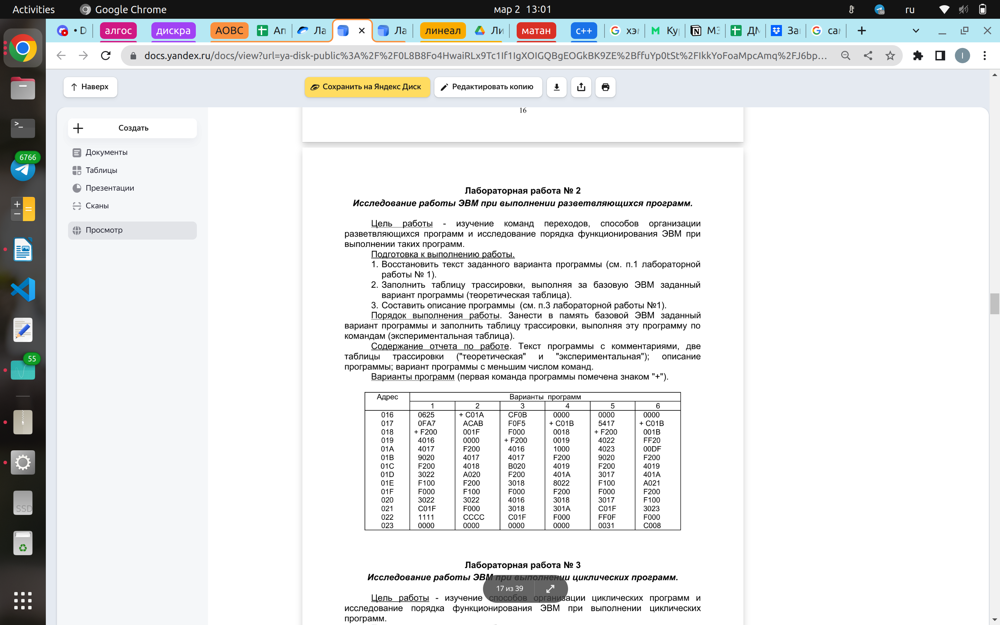 Activities Google Chrome мар 2 13:01 ru
алгос дискра АОВС Ап Ла Ла линеал Ли матан с++ хэ Ку МЗ ДМ За са
docs.yandex.ru/docs/view?url=ya-disk-public%3A%2F%2F0L8B8Fo4HwaiRLx9Tc1If1IgXOIGQBgEOGkBK9ZE%2BffuYp0tSt%2FIkkYoFoaMpcAmq%2FJ6bp... I
Наверх Сохранить на Яндекс Диск Редактировать копию
Создать
Документы
Таблицы
Презентации
Сканы
Просмотр
6766
55
SSD
16
Лабораторная работа № 2
Исследование работы ЭВМ при выполнении разветвляющихся программ.
Цель работы - изучение команд переходов, способов организации
разветвляющихся программ и исследование порядка функционирования ЭВМ при
выполнении таких программ.
Подготовка к выполнению работы.
1. Восстановить текст заданного варианта программы (см. п.1 лабораторной
работы № 1).
2. Заполнить таблицу трассировки, выполняя за базовую ЭВМ заданный
вариант программы (теоретическая таблица).
3. Составить описание программы (см. п.3 лабораторной работы №1).
Порядок выполнения работы. Занести в память базовой ЭВМ заданный
вариант программы и заполнить таблицу трассировки, выполняя эту программу по
командам (экспериментальная таблица).
Содержание отчета по работе. Текст программы с комментариями, две
таблицы трассировки ("теоретическая" и "экспериментальная"); описание
программы; вариант программы с меньшим числом команд.
Варианты программ (первая команда программы помечена знаком "+").
Адрес Варианты программ
1 2 3 4 5 6
016 0625 + C01A CF0B 0000 0000 0000
017 0FA7 ACAB F0F5 + C01B 5417 + C01B
018 + F200 001F F000 0018 + F200 001B
019 4016 0000 + F200 0019 4022 FF20
01A 4017 F200 4016 1000 4023 00DF
01B 9020 4017 4017 F200 9020 F200
01C F200 4018 B020 4019 F200 4019
01D 3022 A020 F200 401A 3017 401A
01E F100 F200 3018 8022 F100 A021
01F F000 F100 F000 F200 F000 F200
020 3022 3022 4016 3018 3017 F100
021 C01F F000 3018 301A C01F 3023
022 1111 CCCC C01F F000 FF0F F000
023 0000 0000 0000 0000 0031 C008
Лабораторная работа № 3
Исследование работы ЭВМ при выполнении циклических программ.
17 из 39
Цель работы - изучение способов организации циклических программ и
исследование порядка функционирования ЭВМ при выполнении циклических
программ.